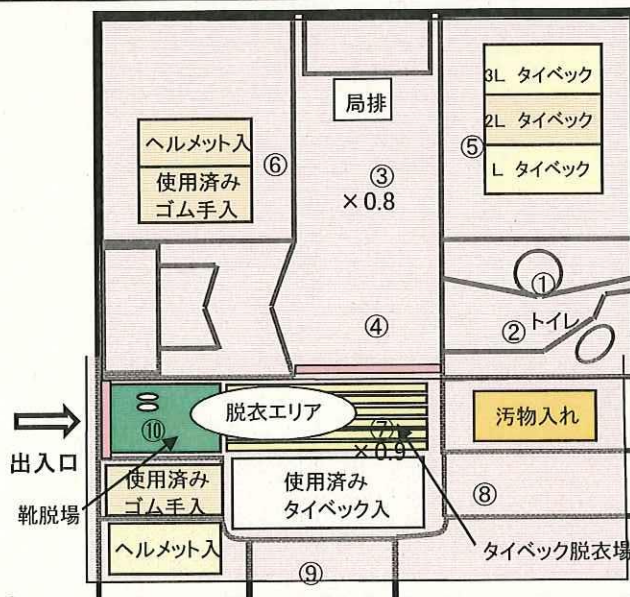 局排
3L タイベック
2L タイベック
L タイベック
⑤
ヘルメット入
使用済み
ゴム手入
⑥
③
×0.8
①
②
トイレ
④
脱衣エリア
⑩
⑦
×0.9
汚物入れ
出入口
靴脱場
使用済み
ゴム手入
使用済み
タイベック入
⑧
ヘルメット入
タイベック脱衣場
⑨